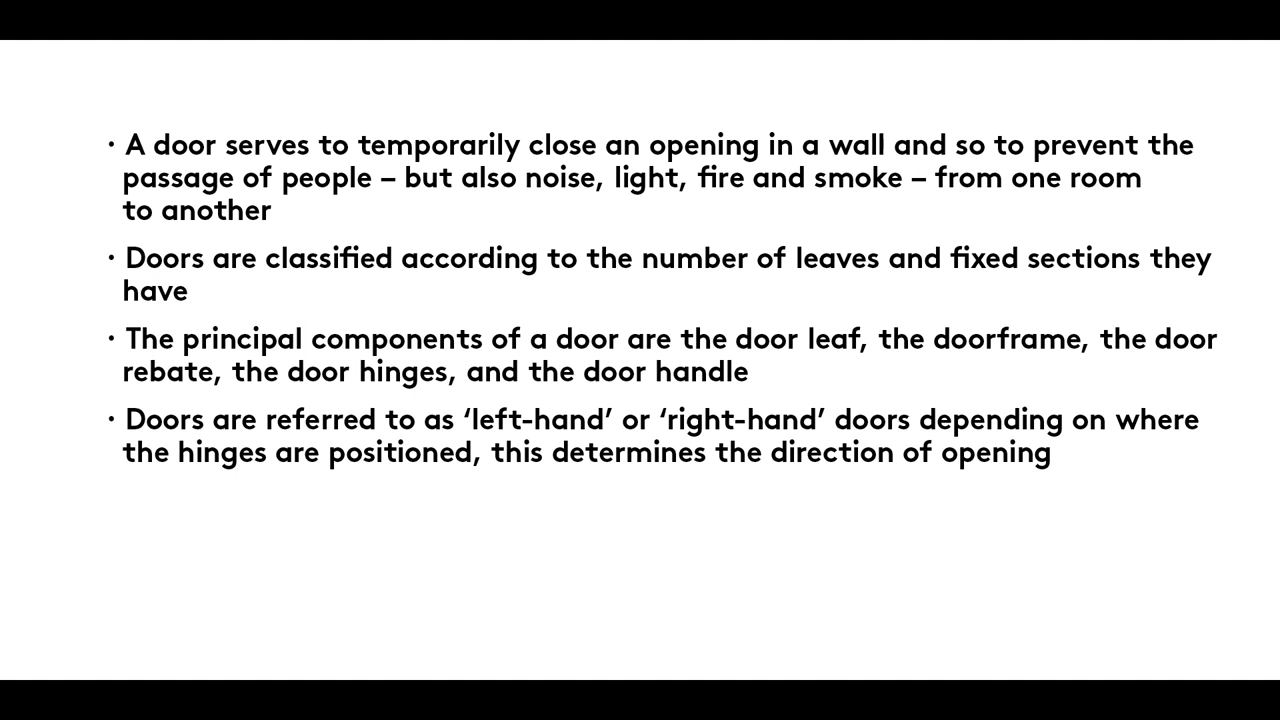 · A door serves to temporarily close an opening in a wall and so to prevent the
passage of people – but also noise, light, fire and smoke – from one room
to another
· Doors are classified according to the number of leaves and fixed sections they
have
· The principal components of a door are the door leaf, the doorframe, the door
rebate, the door hinges, and the door handle
· Doors are referred to as ‘left-hand’ or ‘right-hand’ doors depending on where
the hinges are positioned, this determines the direction of opening